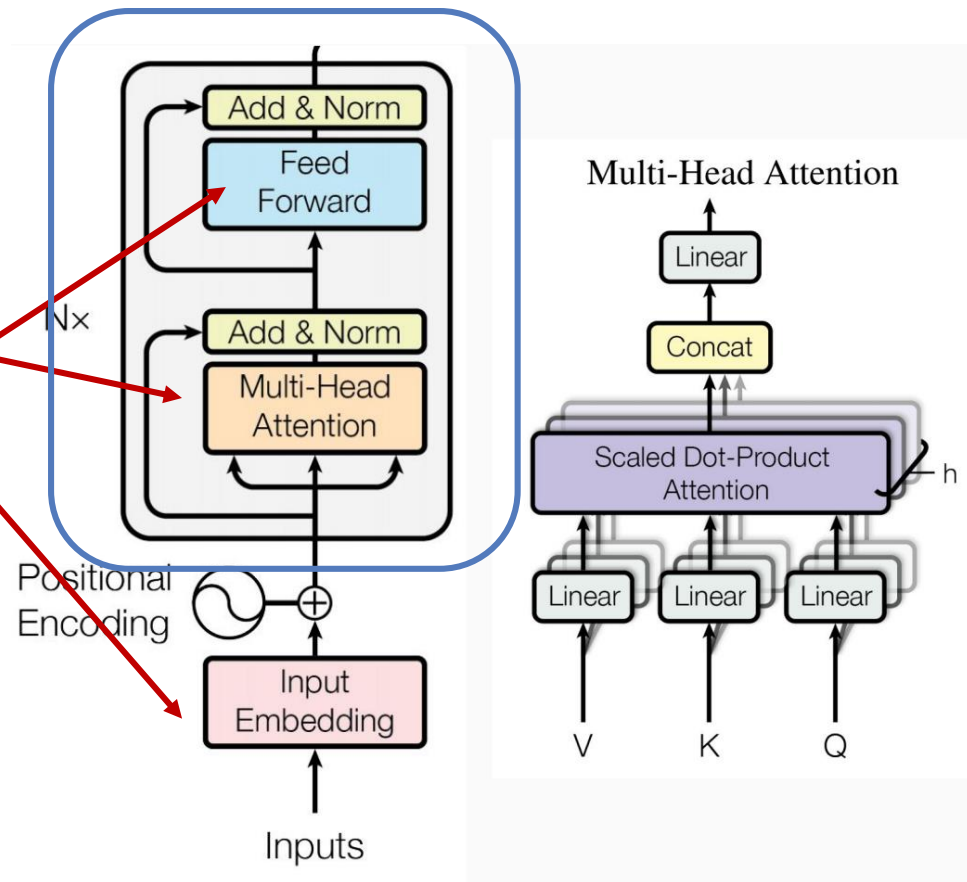 Add & Norm
Feed
Forward
Nx
Add & Norm
Multi-Head
Attention
Positional
Encoding
Input
Embedding
Inputs
Multi-Head Attention
Linear
Concat
Scaled Dot-Product
Attention
h
Linear
Linear
Linear
V
K
Q